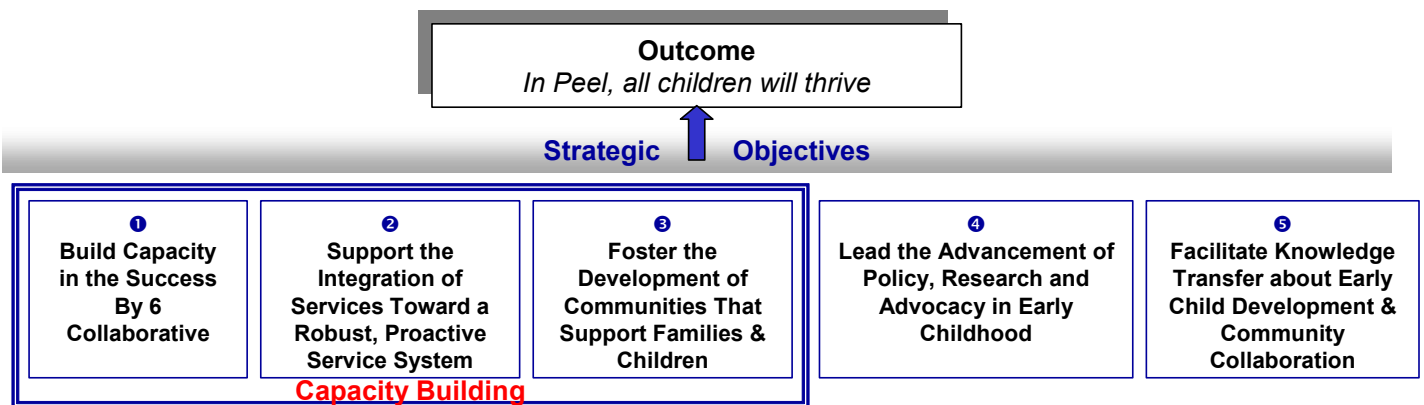 Outcome
In Peel, all children will thrive
Strategic Objectives
❶
Build Capacity
in the Success
By 6
Collaborative
❷
Support the
Integration of
Services Toward a
Robust, Proactive
Service System
❸
Foster the
Development of
Communities That
Support Families &
Children
❹
Lead the Advancement of
Policy, Research and
Advocacy in Early
Childhood
❺
Facilitate Knowledge
Transfer about Early
Child Development &
Community
Collaboration
Capacity Building